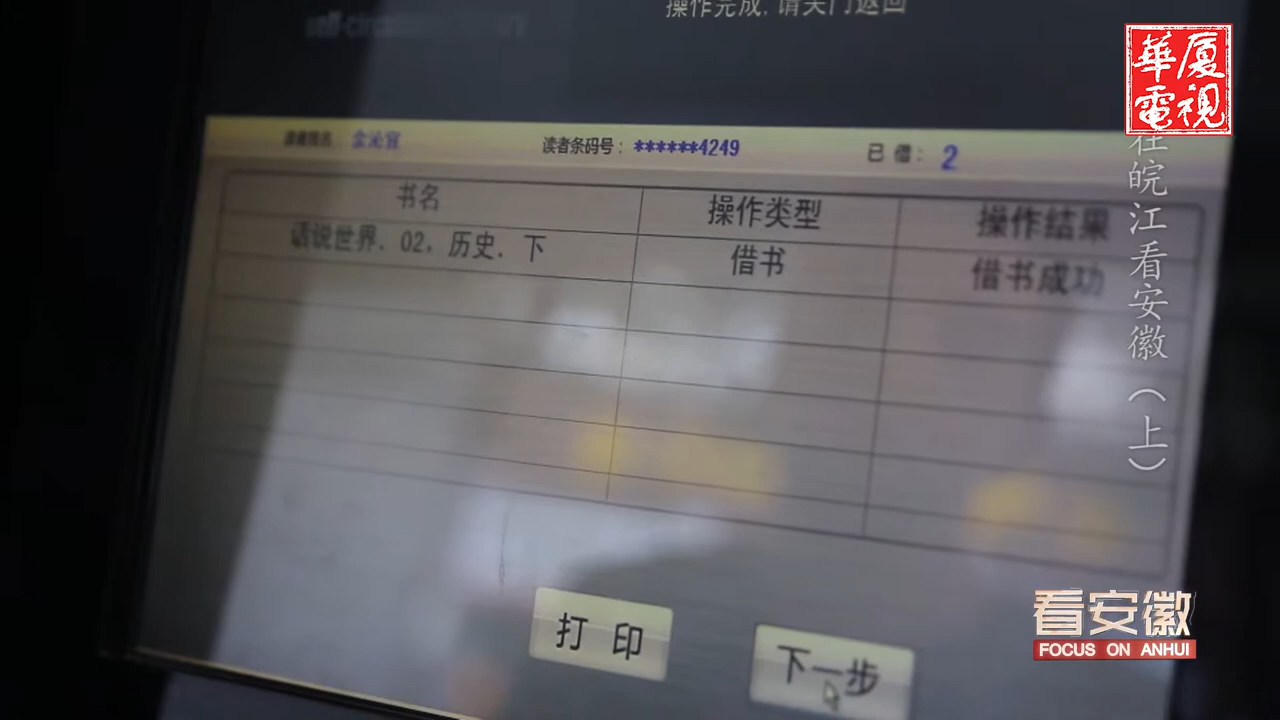 操作完成, 请关门返回
華廈
電視
读者条码号：******4249
已 借： 2
书名
操作类型
操作结果
话说世界. 02. 历史. 下
借书
借书成功
在皖江看安徽（上）
打 印
下一步
看安徽
FOCUS ON ANHUI